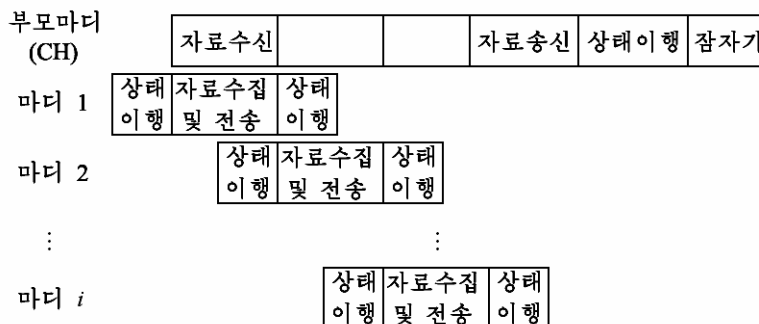 부모마디
(CH)
자료수신
자료송신 상태이행 잠자기
마디 1
상태 자료수집 상태
이행 및 전송 이행
마디 2
상태 자료수집 상태
이행 및 전송 이행
⋮ ⋮
마디 i
상태 자료수집 상태
이행 및 전송 이행